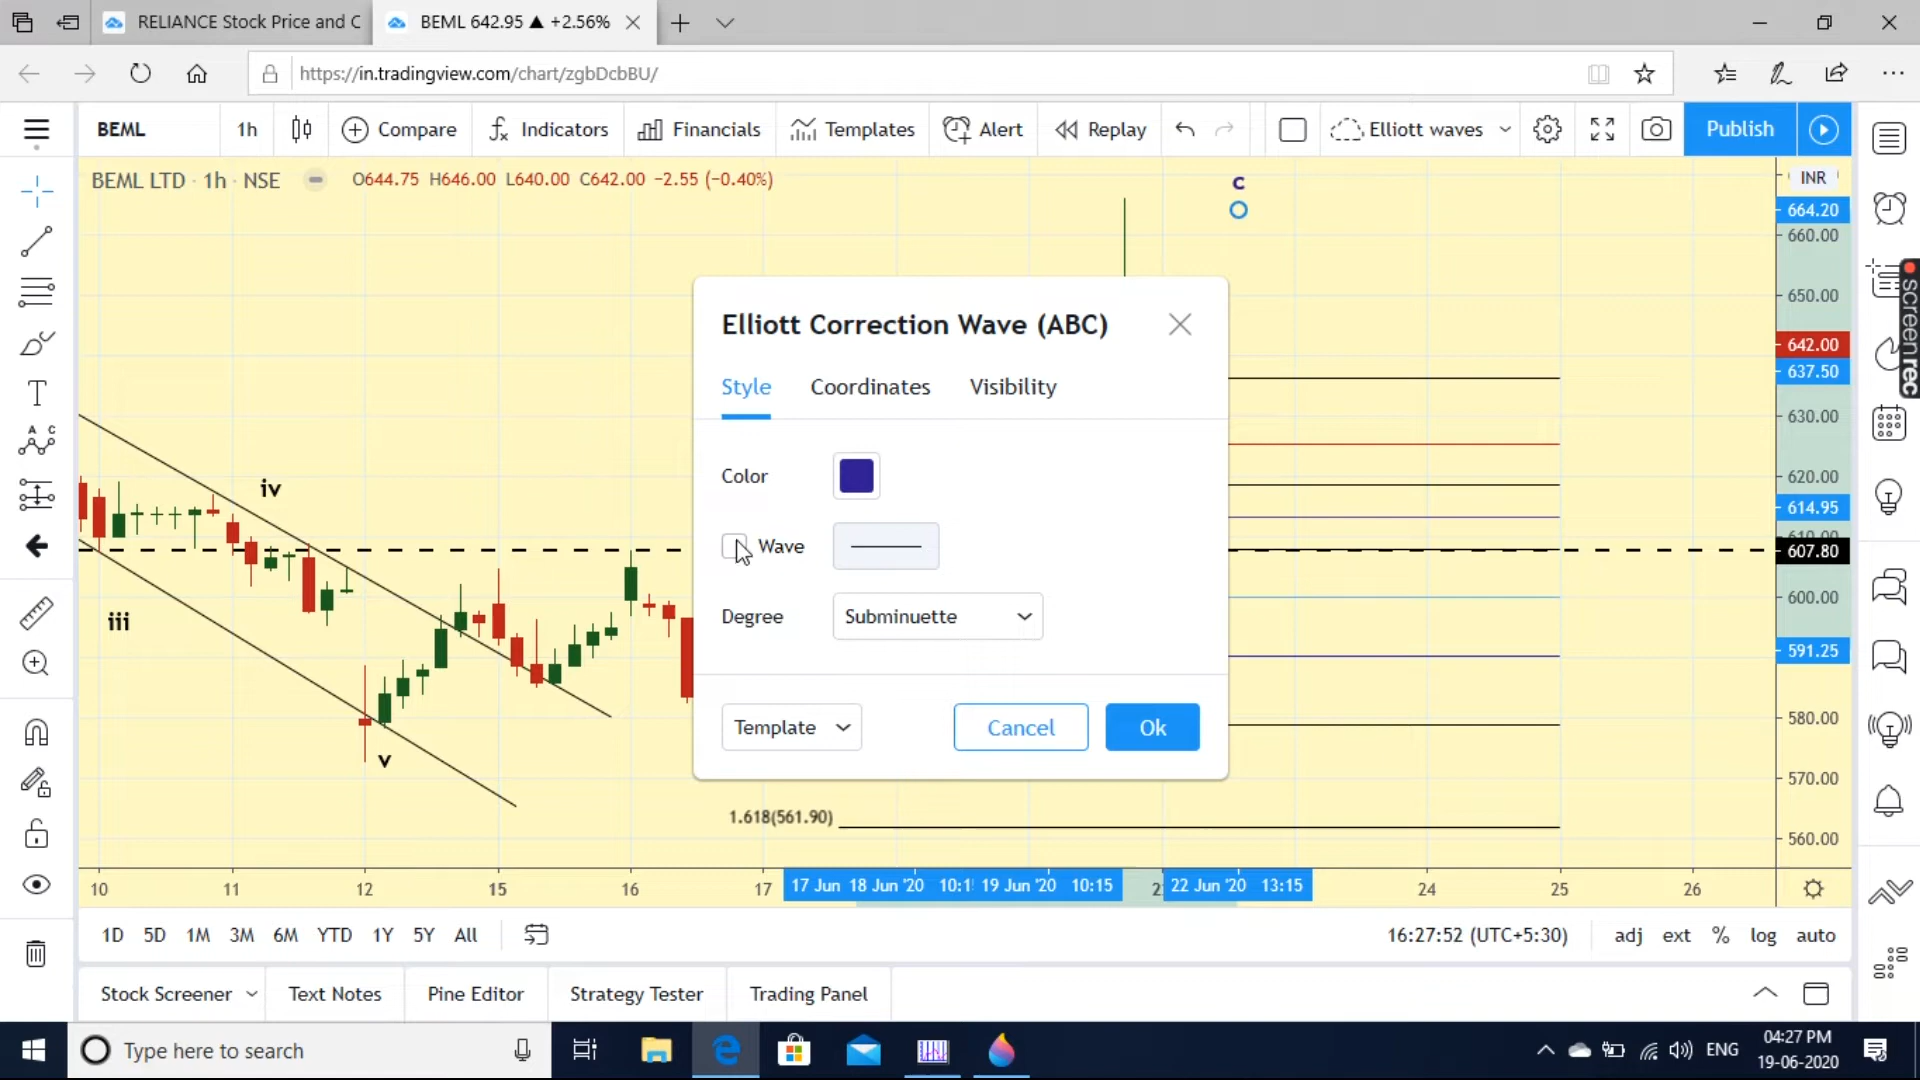 RELIANCE Stock Price and C
BEML 642.95 ▲ +2.56%
https://in.tradingview.com/chart/zgbDcbBU/
BEML
1h
Compare
Indicators
Financials
Templates
Alert
Replay
Elliott waves
Publish
BEML LTD · 1h · NSE
O644.75 H646.00 L640.00 C642.00 −2.55 (−0.40%)
c
INR
664.20
660.00
650.00
642.00
637.50
630.00
620.00
614.95
607.80
600.00
591.25
580.00
570.00
560.00
screenrec
iv
iii
v
Elliott Correction Wave (ABC)
Style
Coordinates
Visibility
Color
Wave
Degree
Subminuette
Template
Cancel
Ok
1.618(561.90)
10
11
12
15
16
17
17 Jun
18 Jun '20
19 Jun '20 10:15
22 Jun '20 13:15
24
25
26
1D 5D 1M 3M 6M YTD 1Y 5Y All
16:27:52 (UTC+5:30)
adj ext % log auto
Stock Screener
Text Notes
Pine Editor
Strategy Tester
Trading Panel
Type here to search
ENG
04:27 PM
19-06-2020